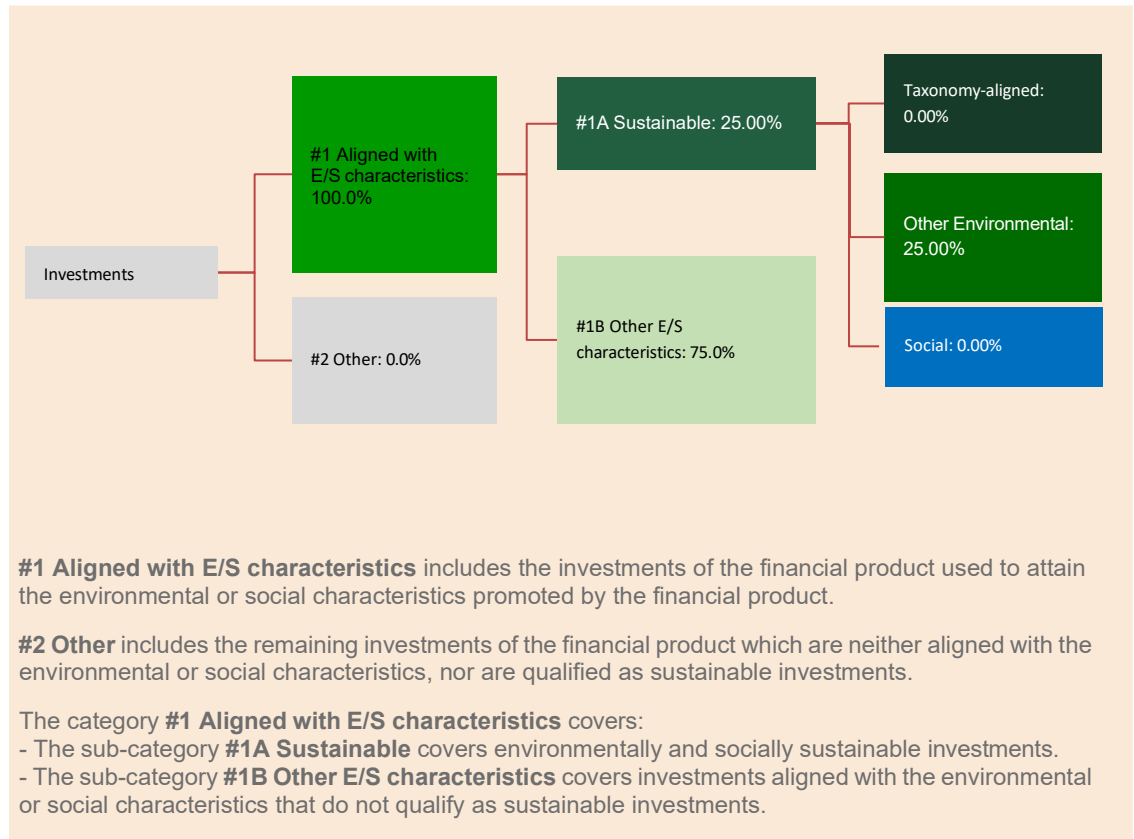 Investments
#1 Aligned with
E/S characteristics:
100.0%
#2 Other: 0.0%
#1A Sustainable: 25.00%
#1B Other E/S
characteristics: 75.0%
Taxonomy-aligned:
0.00%
Other Environmental:
25.00%
Social: 0.00%
#1 Aligned with E/S characteristics includes the investments of the financial product used to attain
the environmental or social characteristics promoted by the financial product.
#2 Other includes the remaining investments of the financial product which are neither aligned with the
environmental or social characteristics, nor are qualified as sustainable investments.
The category #1 Aligned with E/S characteristics covers:
- The sub-category #1A Sustainable covers environmentally and socially sustainable investments.
- The sub-category #1B Other E/S characteristics covers investments aligned with the environmental
or social characteristics that do not qualify as sustainable investments.